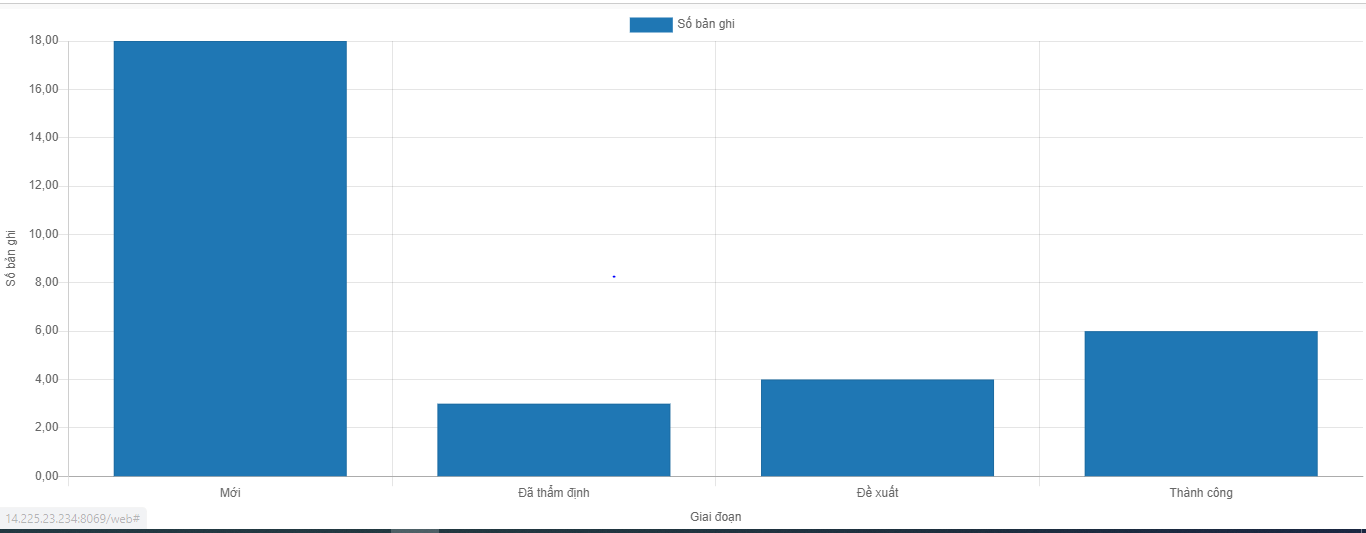 Số bản ghi
18,00
16,00
14,00
12,00
10,00
8,00
6,00
4,00
2,00
0,00
Số bản ghi
Mới
Đã thẩm định
Đề xuất
Thành công
Giai đoạn
14.225.23.234:8069/web#